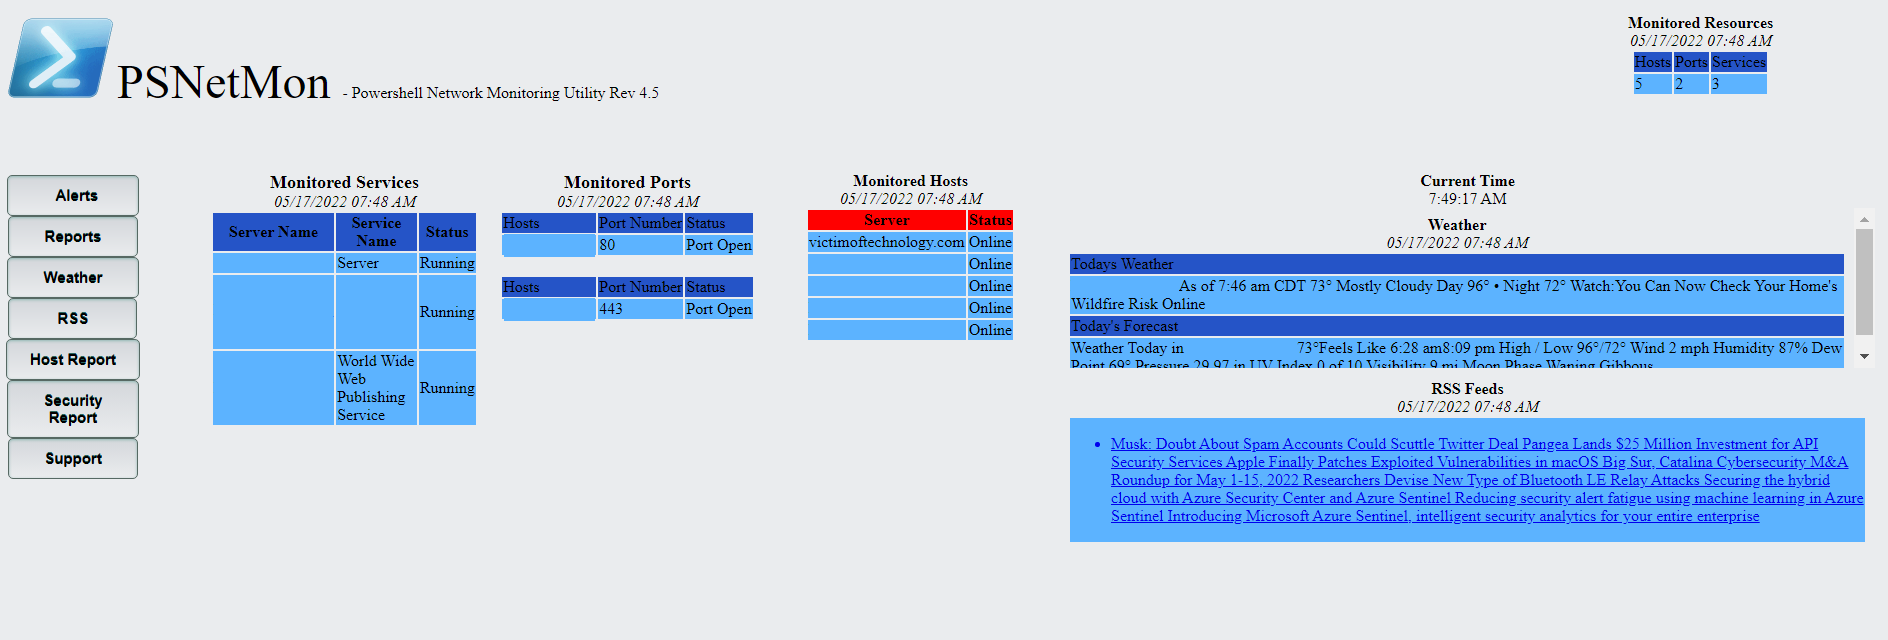 PSNetMon - Powershell Network Monitoring Utility Rev 4.5
Monitored Resources
05/17/2022 07:48 AM
Hosts Ports Services
5 2 3
Alerts
Reports
Weather
RSS
Host Report
Security
Report
Support
Monitored Services
05/17/2022 07:48 AM
Server Name Service Name Status
Server Running
Running
World Wide
Web
Publishing
Service
Running
Monitored Ports
05/17/2022 07:48 AM
Hosts Port Number Status
80 Port Open
Hosts Port Number Status
443 Port Open
Monitored Hosts
05/17/2022 07:48 AM
Server Status
victimoftechnology.com Online
Online
Online
Online
Online
Current Time
7:49:17 AM
Weather
05/17/2022 07:48 AM
Todays Weather
As of 7:46 am CDT 73° Mostly Cloudy Day 96° • Night 72° Watch:You Can Now Check Your Home's
Wildfire Risk Online
Today's Forecast
Weather Today in 73°Feels Like 6:28 am8:09 pm High / Low 96°/72° Wind 2 mph Humidity 87% Dew
Point 69° Pressure 29.97 in UV Index 0 of 10 Visibility 9 mi Moon Phase Waning Gibbous
RSS Feeds
05/17/2022 07:48 AM
• Musk: Doubt About Spam Accounts Could Scuttle Twitter Deal Pangea Lands $25 Million Investment for API
Security Services Apple Finally Patches Exploited Vulnerabilities in macOS Big Sur, Catalina Cybersecurity M&A
Roundup for May 1-15, 2022 Researchers Devise New Type of Bluetooth LE Relay Attacks Securing the hybrid
cloud with Azure Security Center and Azure Sentinel Reducing security alert fatigue using machine learning in Azure
Sentinel Introducing Microsoft Azure Sentinel, intelligent security analytics for your entire enterprise